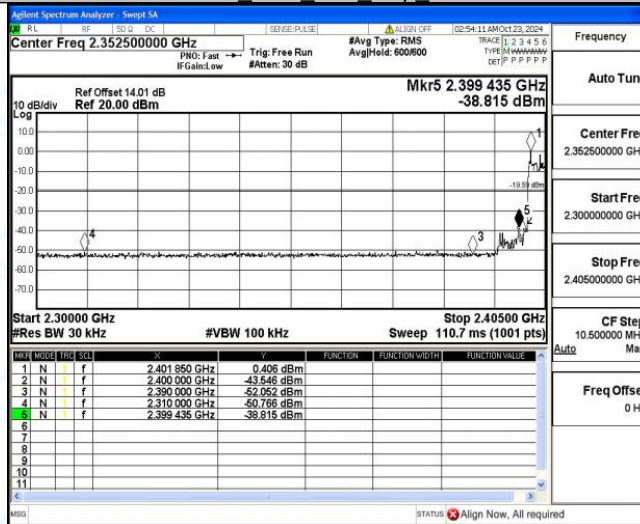 Agilent Spectrum Analyzer - Swept SA
RL RF 50 Ω DC SENSE:PULSE ALIGN OFF 02:54:11 AM Oct 23, 2024
Center Freq 2.352500000 GHz
PNO: Fast
IFGain:Low
Trig: Free Run
#Atten: 30 dB
#Avg Type: RMS
Avg|Hold: 600/600
TRACE 1 2 3 4 5 6
TYPE M
DET P P P P P P
Mkr5 2.399 435 GHz
-38.815 dBm
Ref Offset 14.01 dB
Ref 20.00 dBm
10 dB/div
Log
10.0
0.00
-10.0
-20.0
-30.0
-40.0
-50.0
-60.0
-70.0
1
-19.59 dBm
5
2
3
4
Start 2.30000 GHz Stop 2.40500 GHz
#Res BW 30 kHz #VBW 100 kHz Sweep 110.7 ms (1001 pts)
MKR MODE TRC SCL X Y FUNCTION FUNCTION WIDTH FUNCTION VALUE
1 N 1 f 2.401 850 GHz 0.406 dBm
2 N 1 f 2.400 000 GHz -43.546 dBm
3 N 1 f 2.390 000 GHz -52.052 dBm
4 N 1 f 2.310 000 GHz -50.766 dBm
5 N 1 f 2.399 435 GHz -38.815 dBm
6
7
8
9
10
11
MSG STATUS Align Now, All required
Frequency
Auto Tun
Center Fre
2.352500000 GH
Start Fre
2.300000000 GH
Stop Fre
2.405000000 GH
CF Step
10.500000 MH
Auto Ma
Freq Offse
0 H